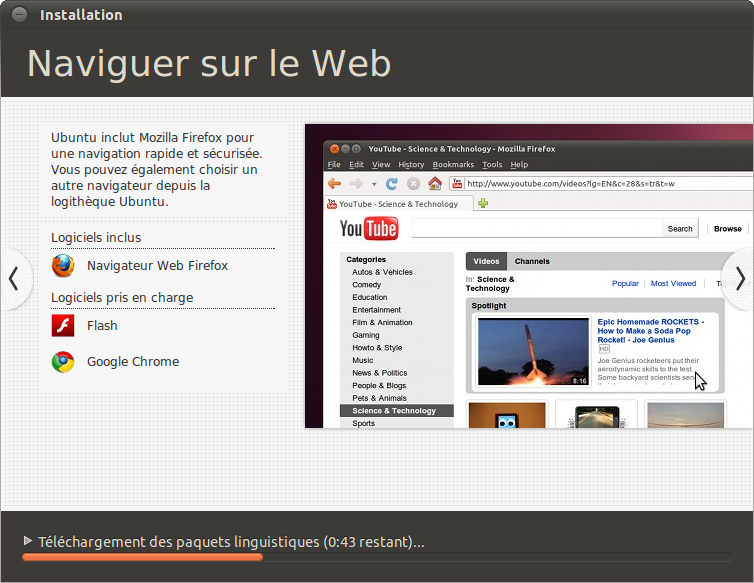 Installation
Naviguer sur le Web
Ubuntu inclut Mozilla Firefox pour
une navigation rapide et sécurisée.
Vous pouvez également choisir un
autre navigateur depuis la
logithèque Ubuntu.
Logiciels inclus
Navigateur Web Firefox
Logiciels pris en charge
Flash
Google Chrome
YouTube - Science & Technology - Mozilla Firefox
File Edit View History Bookmarks Tools Help
http://www.youtube.com/videos?lg=EN&c=28&s=tr&t=w
YouTube - Science & Technology
YouTube
Search
Browse
Categories
Autos & Vehicles
Comedy
Education
Entertainment
Film & Animation
Gaming
Howto & Style
Music
News & Politics
People & Blogs
Pets & Animals
Science & Technology
Sports
Videos Channels
In: Science &
Technology
Popular Most Viewed
Spotlight
8:16
Epic Homemade ROCKETS -
How to Make a Soda Pop
Rocket! - Joe Genius
HD
Joe Genius rocketeers put their
aerodynamic skills to the test.
Some backyard scientists
Téléchargement des paquets linguistiques (0:43 restant)...